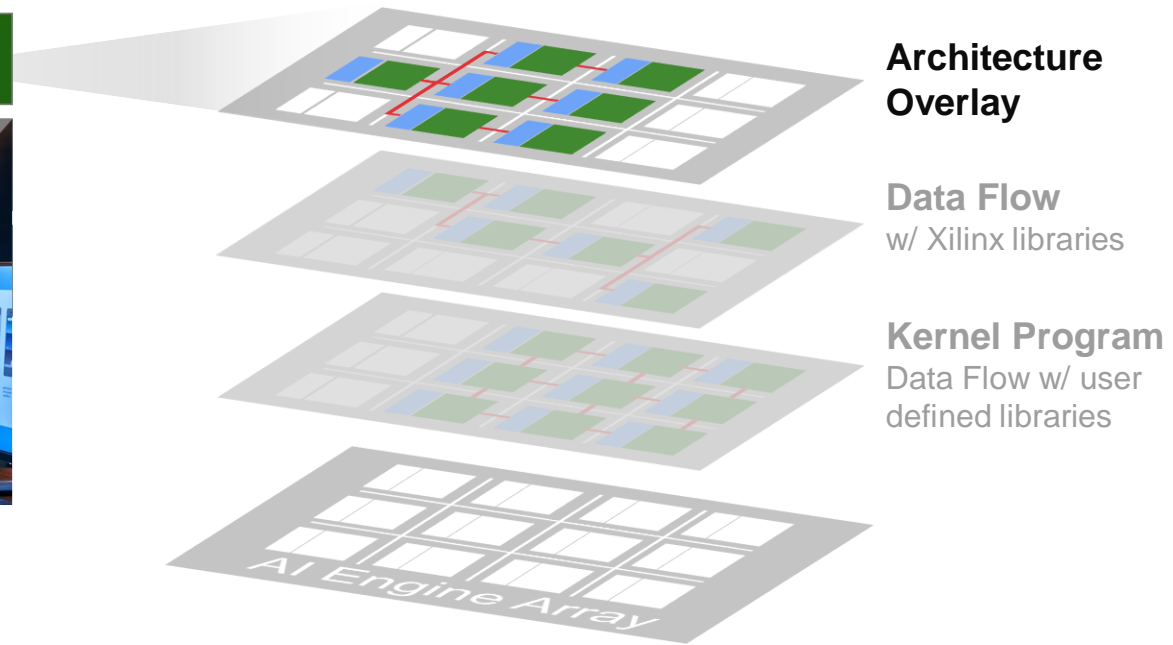 Architecture
Overlay
Data Flow
w/ Xilinx libraries
Kernel Program
Data Flow w/ user
defined libraries
AI Engine Array